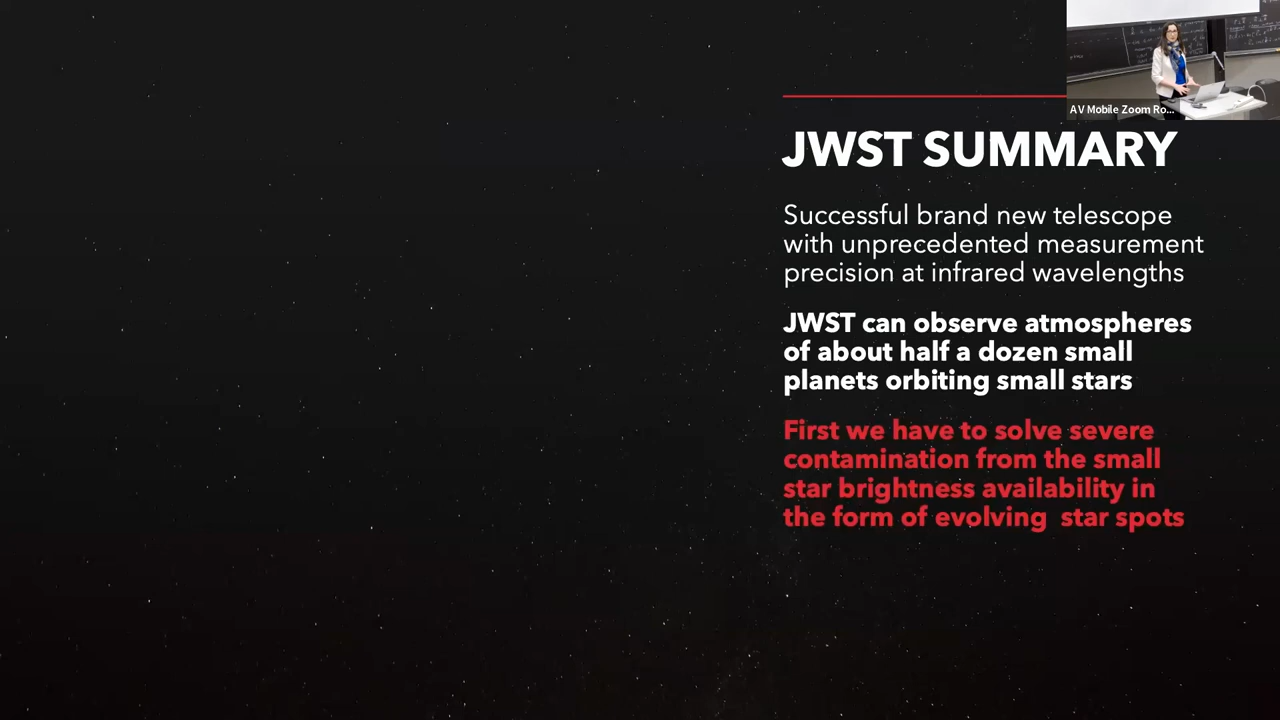 AV Mobile Zoom Ro...
JWST SUMMARY
Successful brand new telescope
with unprecedented measurement
precision at infrared wavelengths
JWST can observe atmospheres
of about half a dozen small
planets orbiting small stars
First we have to solve severe
contamination from the small
star brightness availability in
the form of evolving  star spots